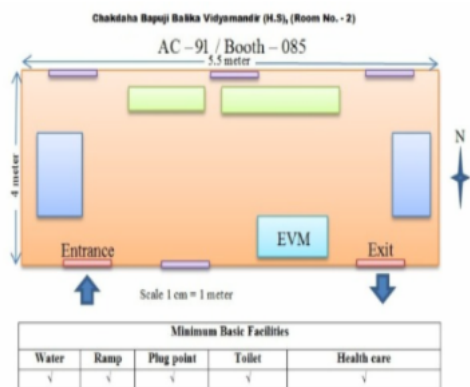 Chakdaha Bapuji Balika Vidyamandir (H.S), (Room No. - 2)
AC – 91 / Booth – 085
5.5 meter
4 meter
N
EVM
Entrance
Exit
Scale 1 cm = 1 meter
Minimum Basic Facilities
Water Ramp Plug point Toilet Health care
√ √ √ √ √